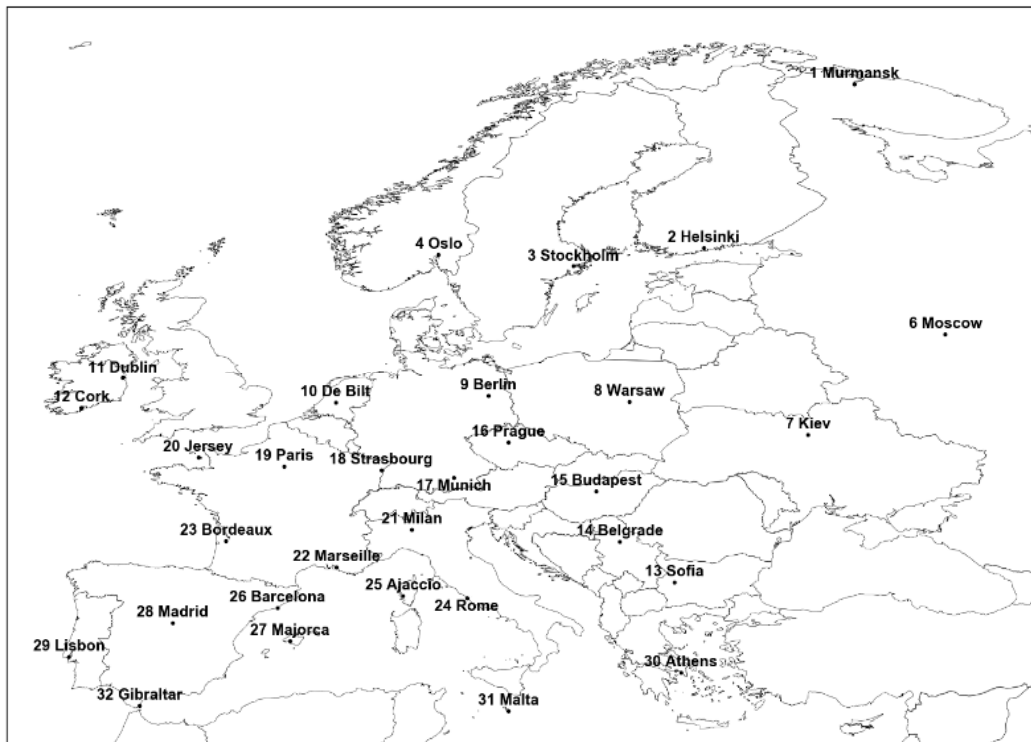 1 Murmansk
2 Helsinki
4 Oslo
3 Stockholm
6 Moscow
11 Dublin
12 Cork
10 De Bilt
9 Berlin
8 Warsaw
7 Kiev
16 Prague
20 Jersey
19 Paris
18 Strasbourg
17 Munich
15 Budapest
21 Milan
23 Bordeaux
14 Belgrade
22 Marseille
13 Sofia
25 Ajaccio
26 Barcelona
24 Rome
28 Madrid
27 Majorca
29 Lisbon
30 Athens
32 Gibraltar
31 Malta